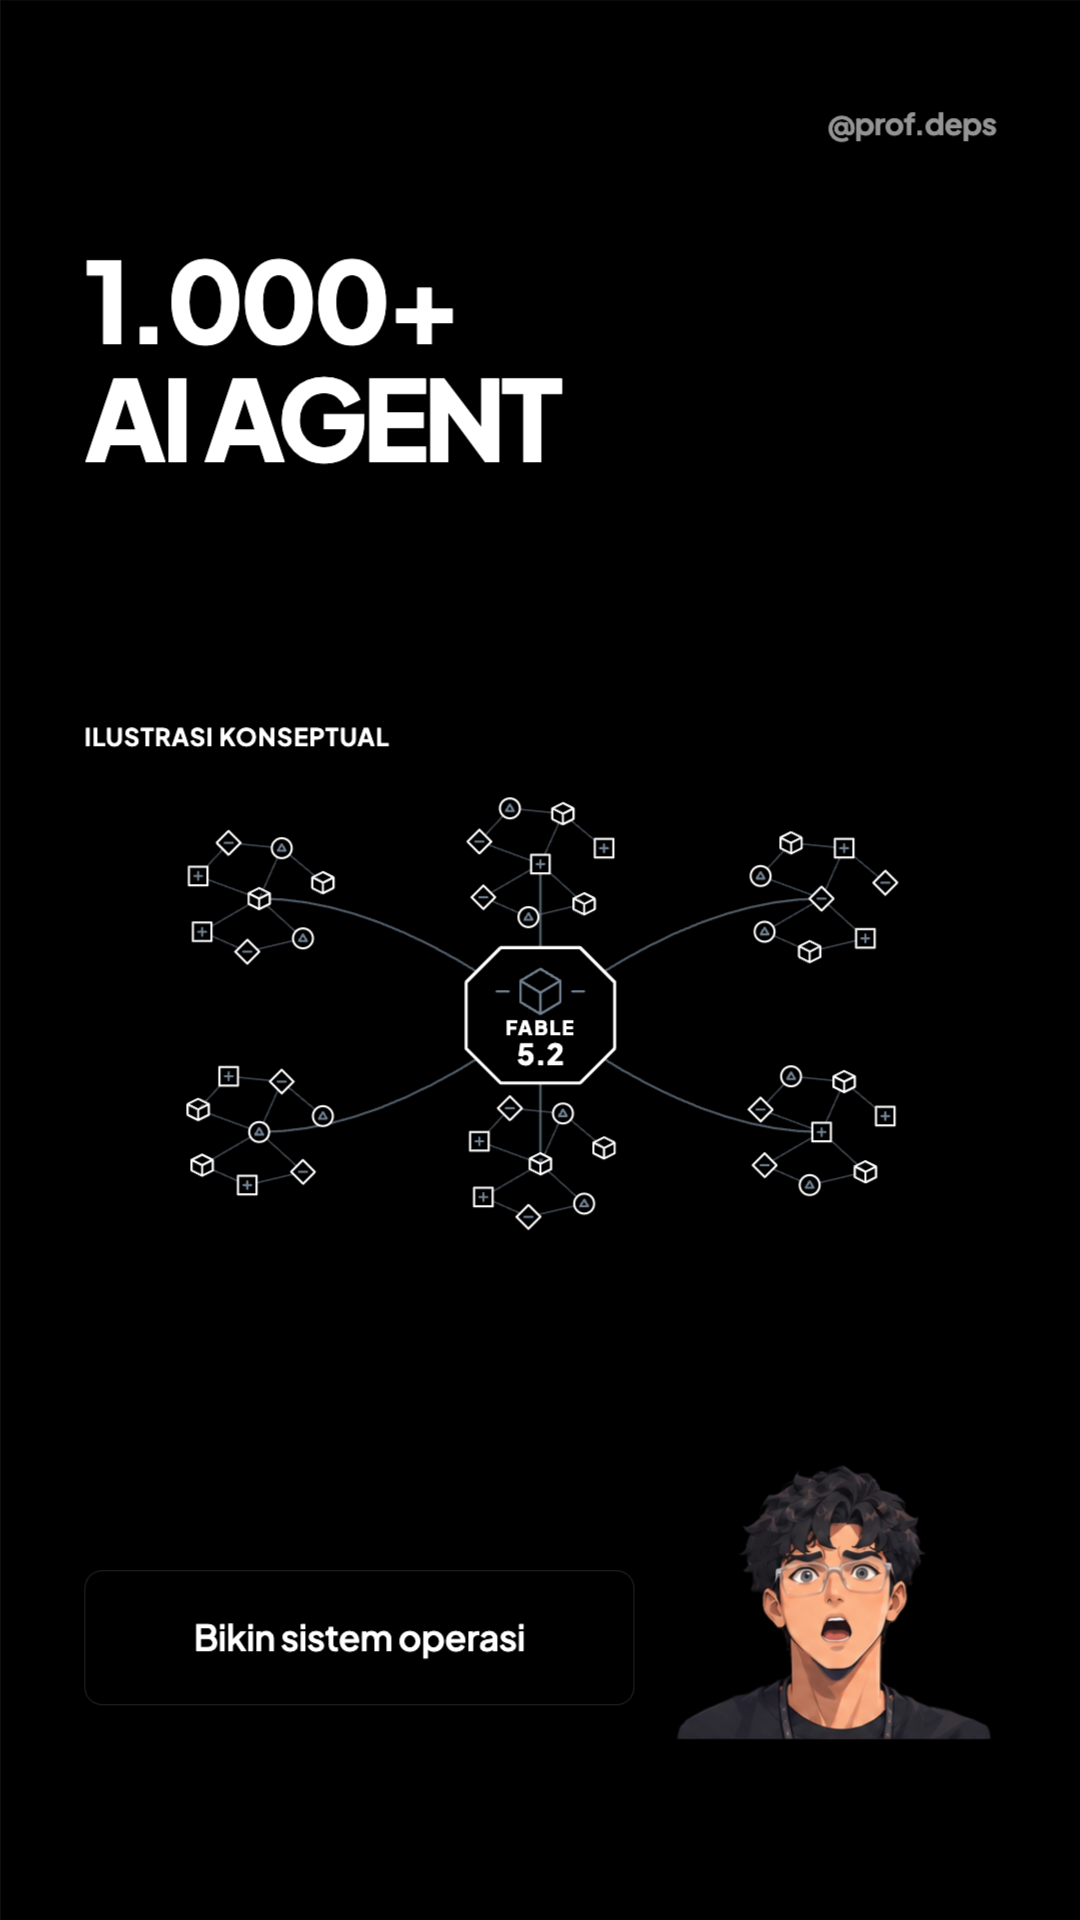 @prof.deps
1.000+
AI AGENT
ILUSTRASI KONSEPTUAL
FABLE
5.2
Bikin sistem operasi